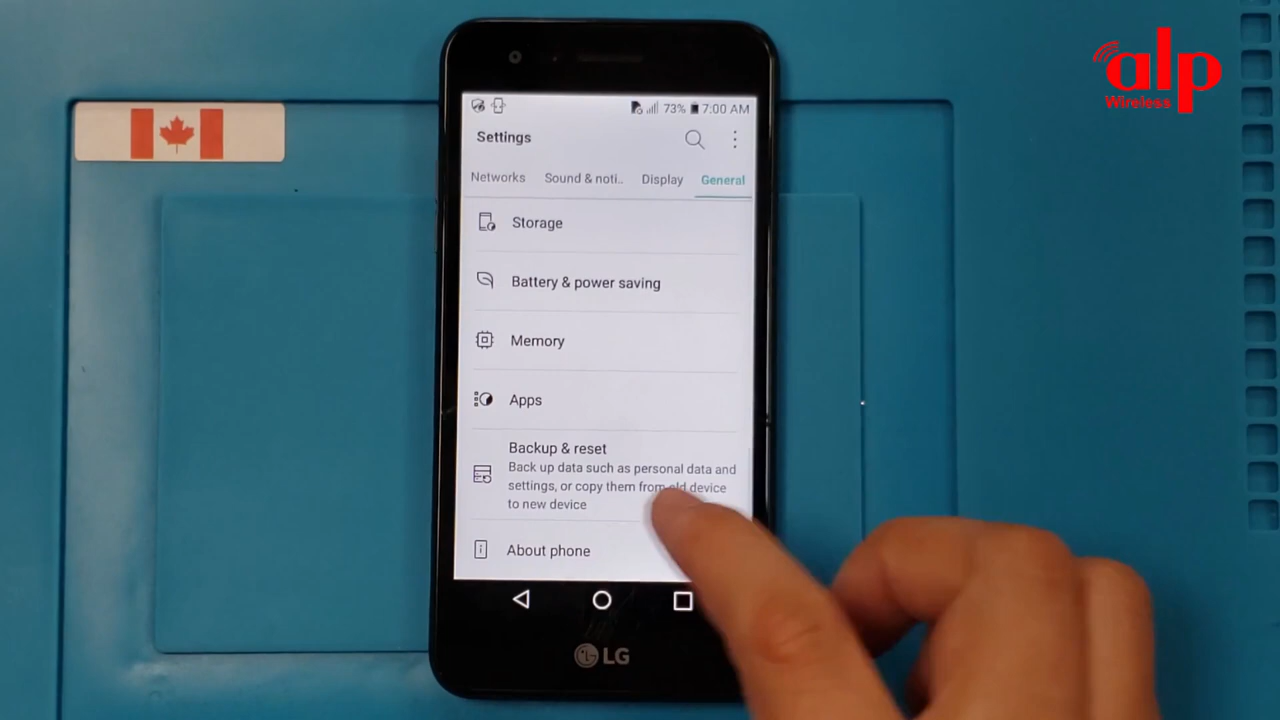 alp
Wireless
73% 7:00 AM
Settings
Networks Sound & noti.. Display General
Storage
Battery & power saving
Memory
Apps
Backup & reset
Back up data such as personal data and
settings, or copy them from old device
to new device
About phone
LG